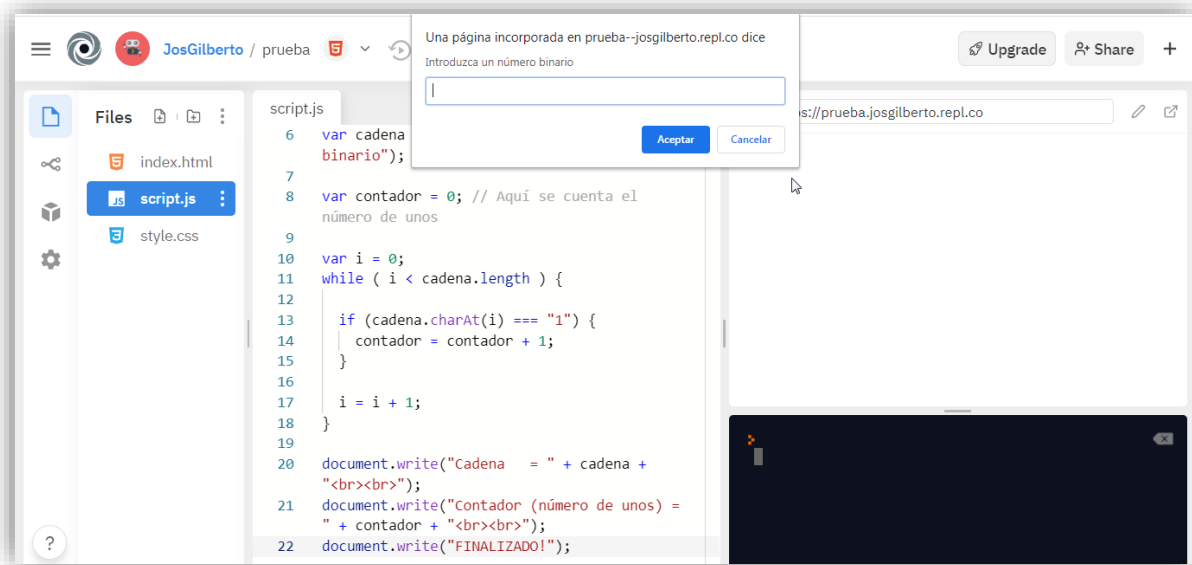 JosGilberto / prueba
Upgrade
Share
Una página incorporada en prueba--josgilberto.repl.co dice
Introduzca un número binario
Aceptar
Cancelar
Files
index.html
script.js
style.css
?
script.js
6 var cadena
binario");
7
8 var contador = 0; // Aquí se cuenta el
número de unos
9
10 var i = 0;
11 while ( i < cadena.length ) {
12
13 if (cadena.charAt(i) === "1") {
14 contador = contador + 1;
15 }
16
17 i = i + 1;
18 }
19
20 document.write("Cadena   = " + cadena +
"<br><br>");
21 document.write("Contador (número de unos) =
" + contador + "<br><br>");
22 document.write("FINALIZADO!");
s://prueba.josgilberto.repl.co